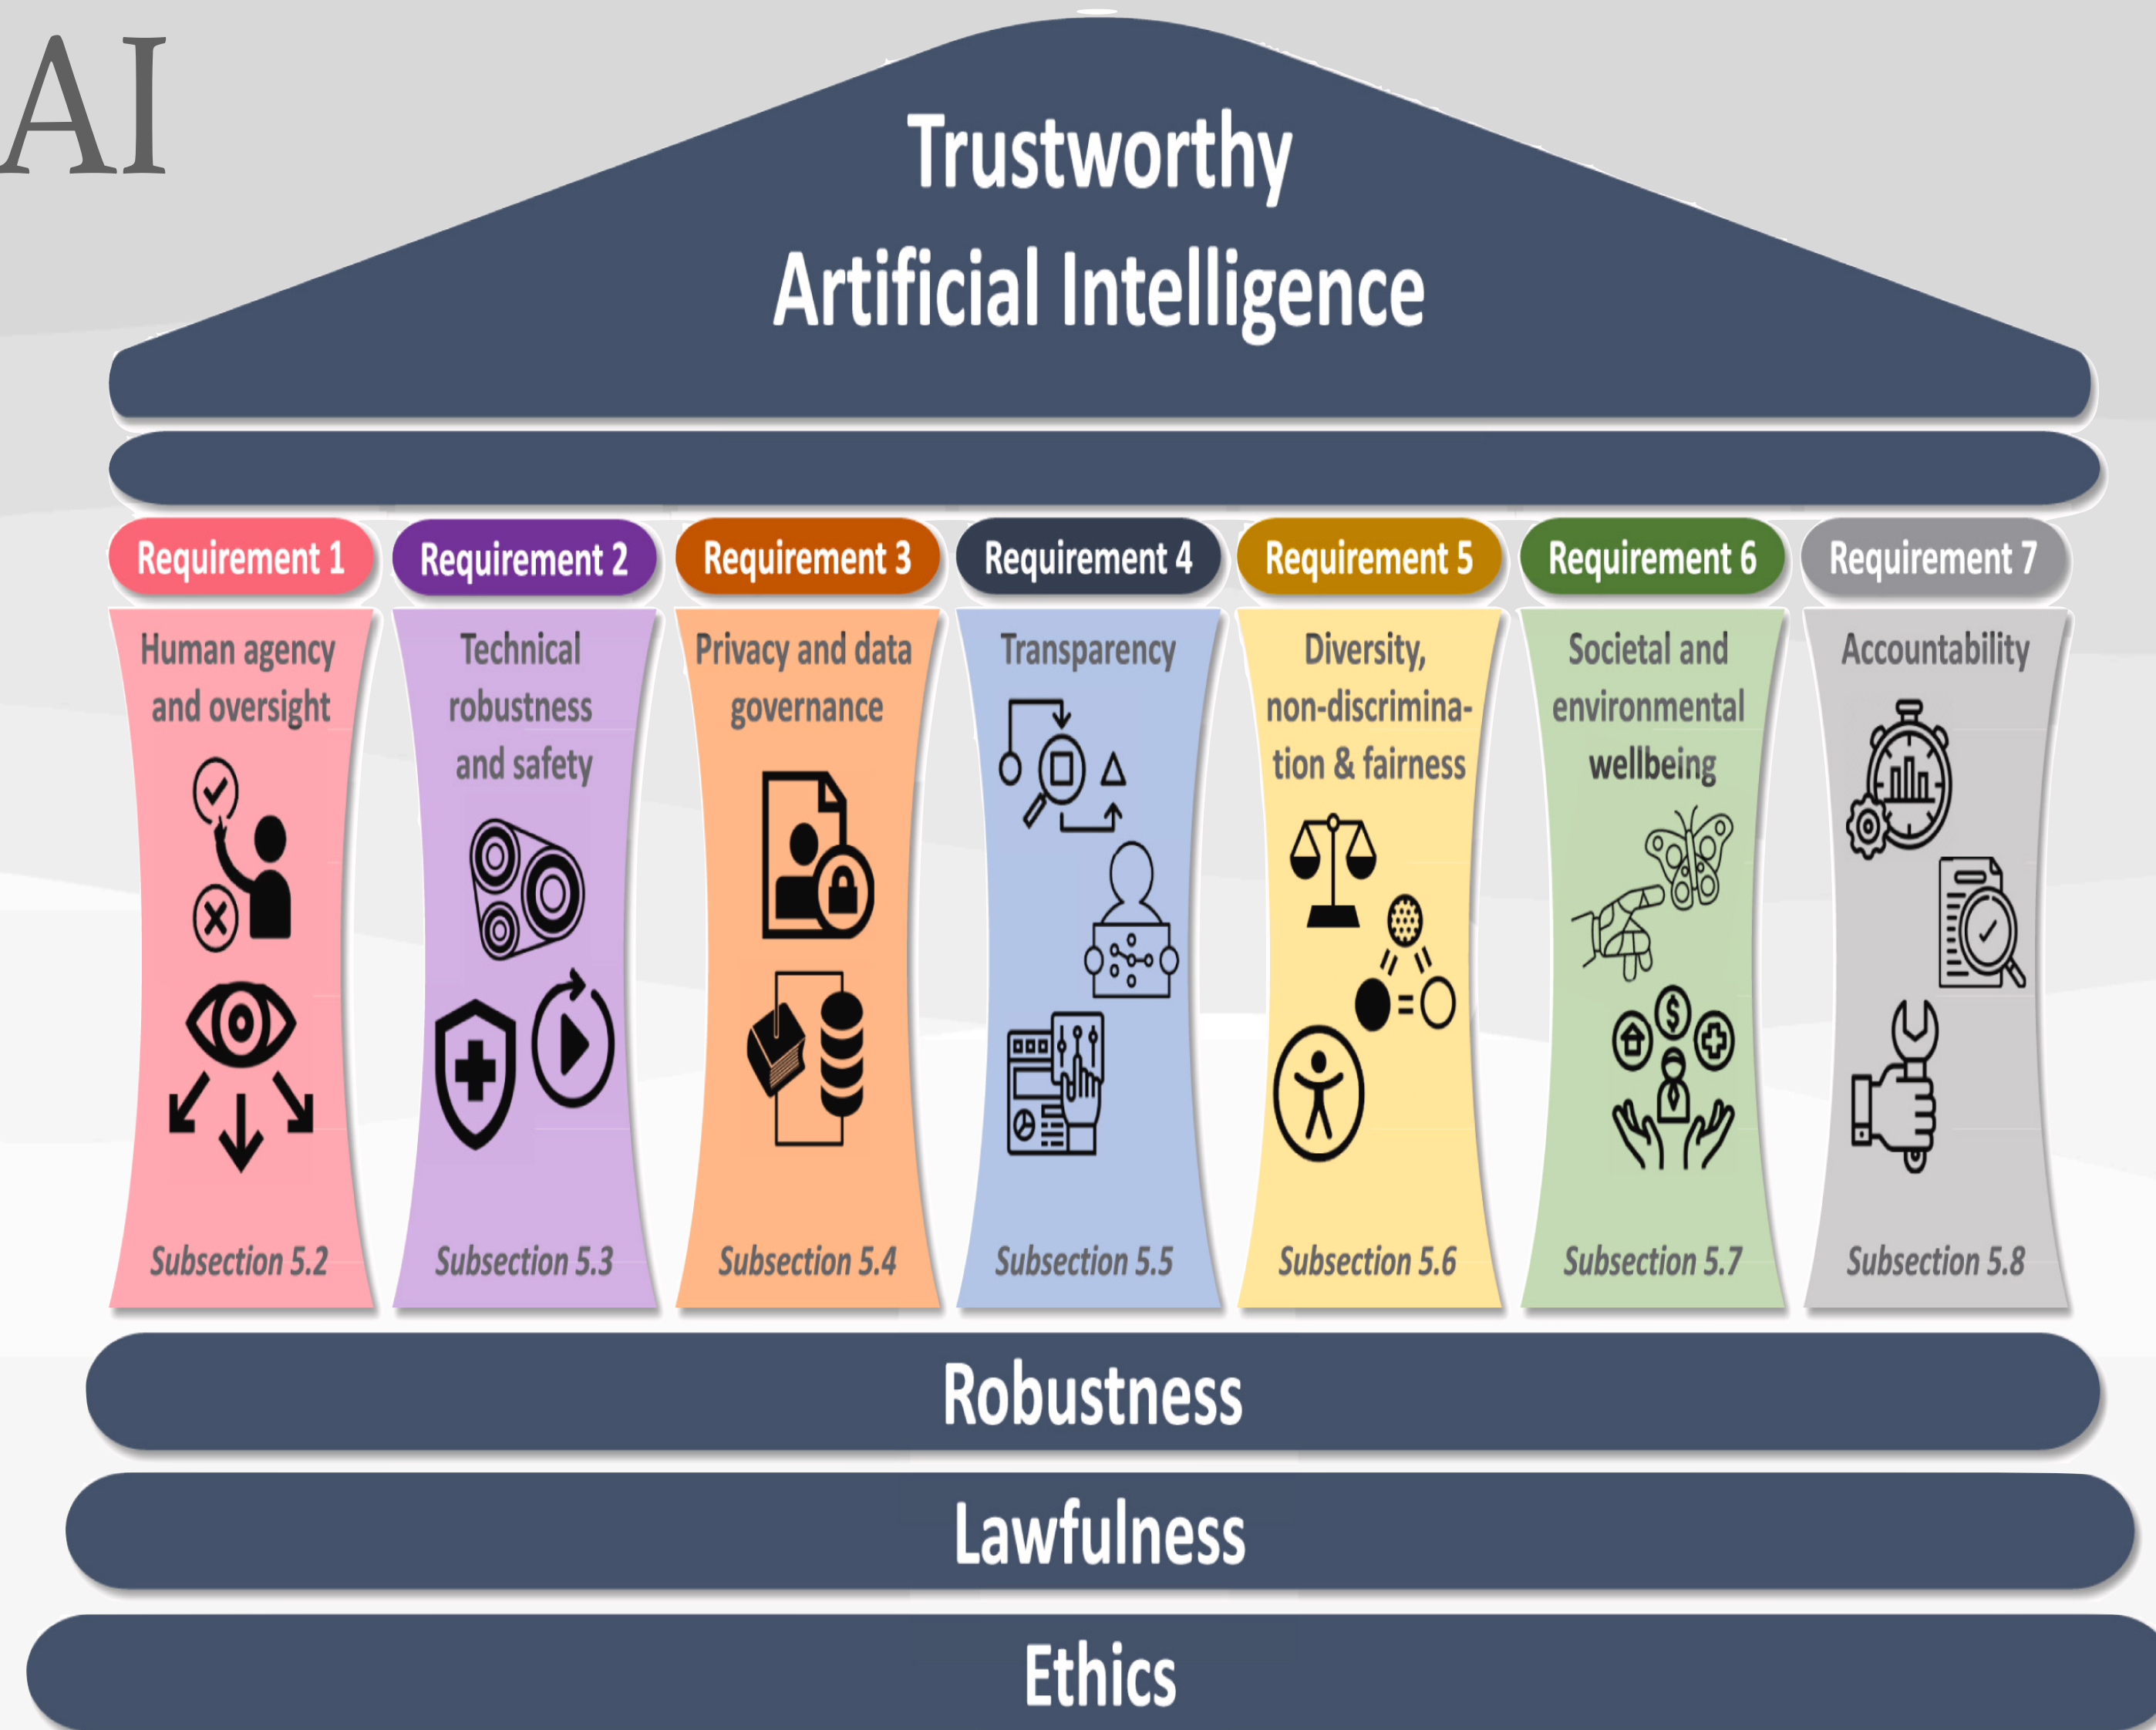 AI
Trustworthy
Artificial Intelligence
Requirement 1
Human agency
and oversight
Subsection 5.2
Requirement 2
Technical
robustness
and safety
Subsection 5.3
Requirement 3
Privacy and data
governance
Subsection 5.4
Requirement 4
Transparency
Subsection 5.5
Requirement 5
Diversity,
non-discrimina-
tion & fairness
Subsection 5.6
Requirement 6
Societal and
environmental
wellbeing
$
Subsection 5.7
Requirement 7
Accountability
Subsection 5.8
Robustness
Lawfulness
Ethics